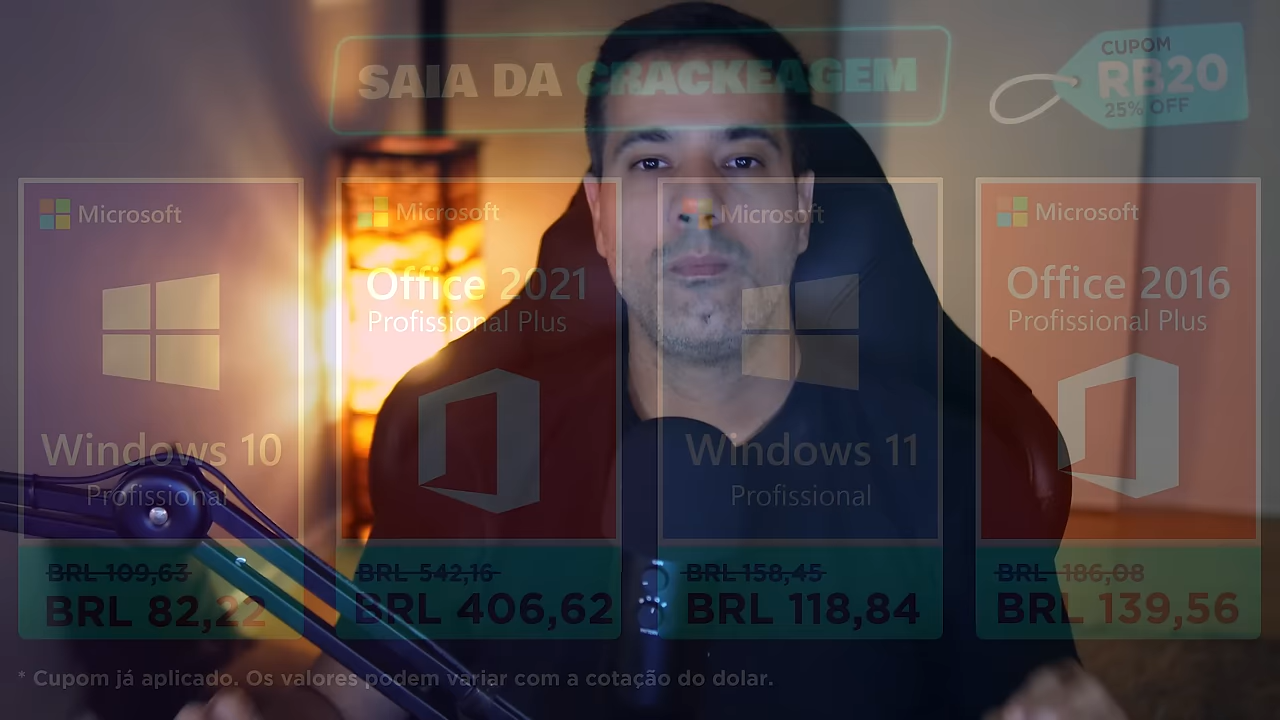 SAIA DA CRACKEAGEM
CUPOM
RB20
25% OFF
Microsoft
Windows 10
Profissional
BRL 109,63
BRL 82,22
Microsoft
Office 2021
Profissional Plus
BRL 542,16
BRL 406,62
Microsoft
Windows 11
Profissional
BRL 158,45
BRL 118,84
Microsoft
Office 2016
Profissional Plus
BRL 186,08
BRL 139,56
* Cupom já aplicado. Os valores podem variar com a cotação do dolar.